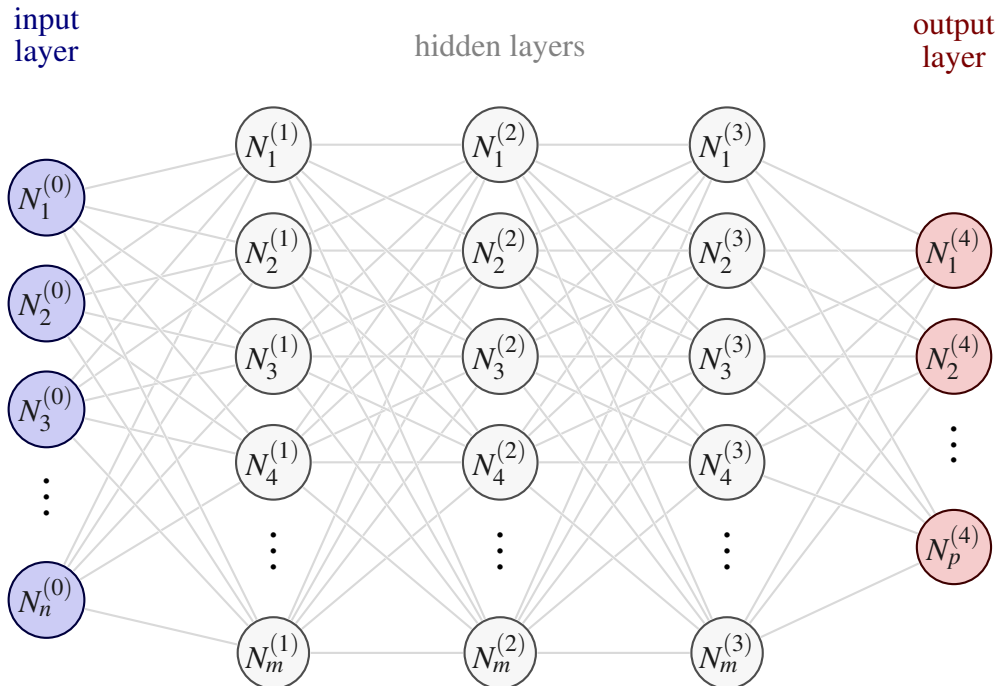 input
layer
hidden layers
output
layer
N_1^{(0)}
N_2^{(0)}
N_3^{(0)}
⋮
N_n^{(0)}
N_1^{(1)}
N_2^{(1)}
N_3^{(1)}
N_4^{(1)}
⋮
N_m^{(1)}
N_1^{(2)}
N_2^{(2)}
N_3^{(2)}
N_4^{(2)}
⋮
N_m^{(2)}
N_1^{(3)}
N_2^{(3)}
N_3^{(3)}
N_4^{(3)}
⋮
N_m^{(3)}
N_1^{(4)}
N_2^{(4)}
⋮
N_p^{(4)}